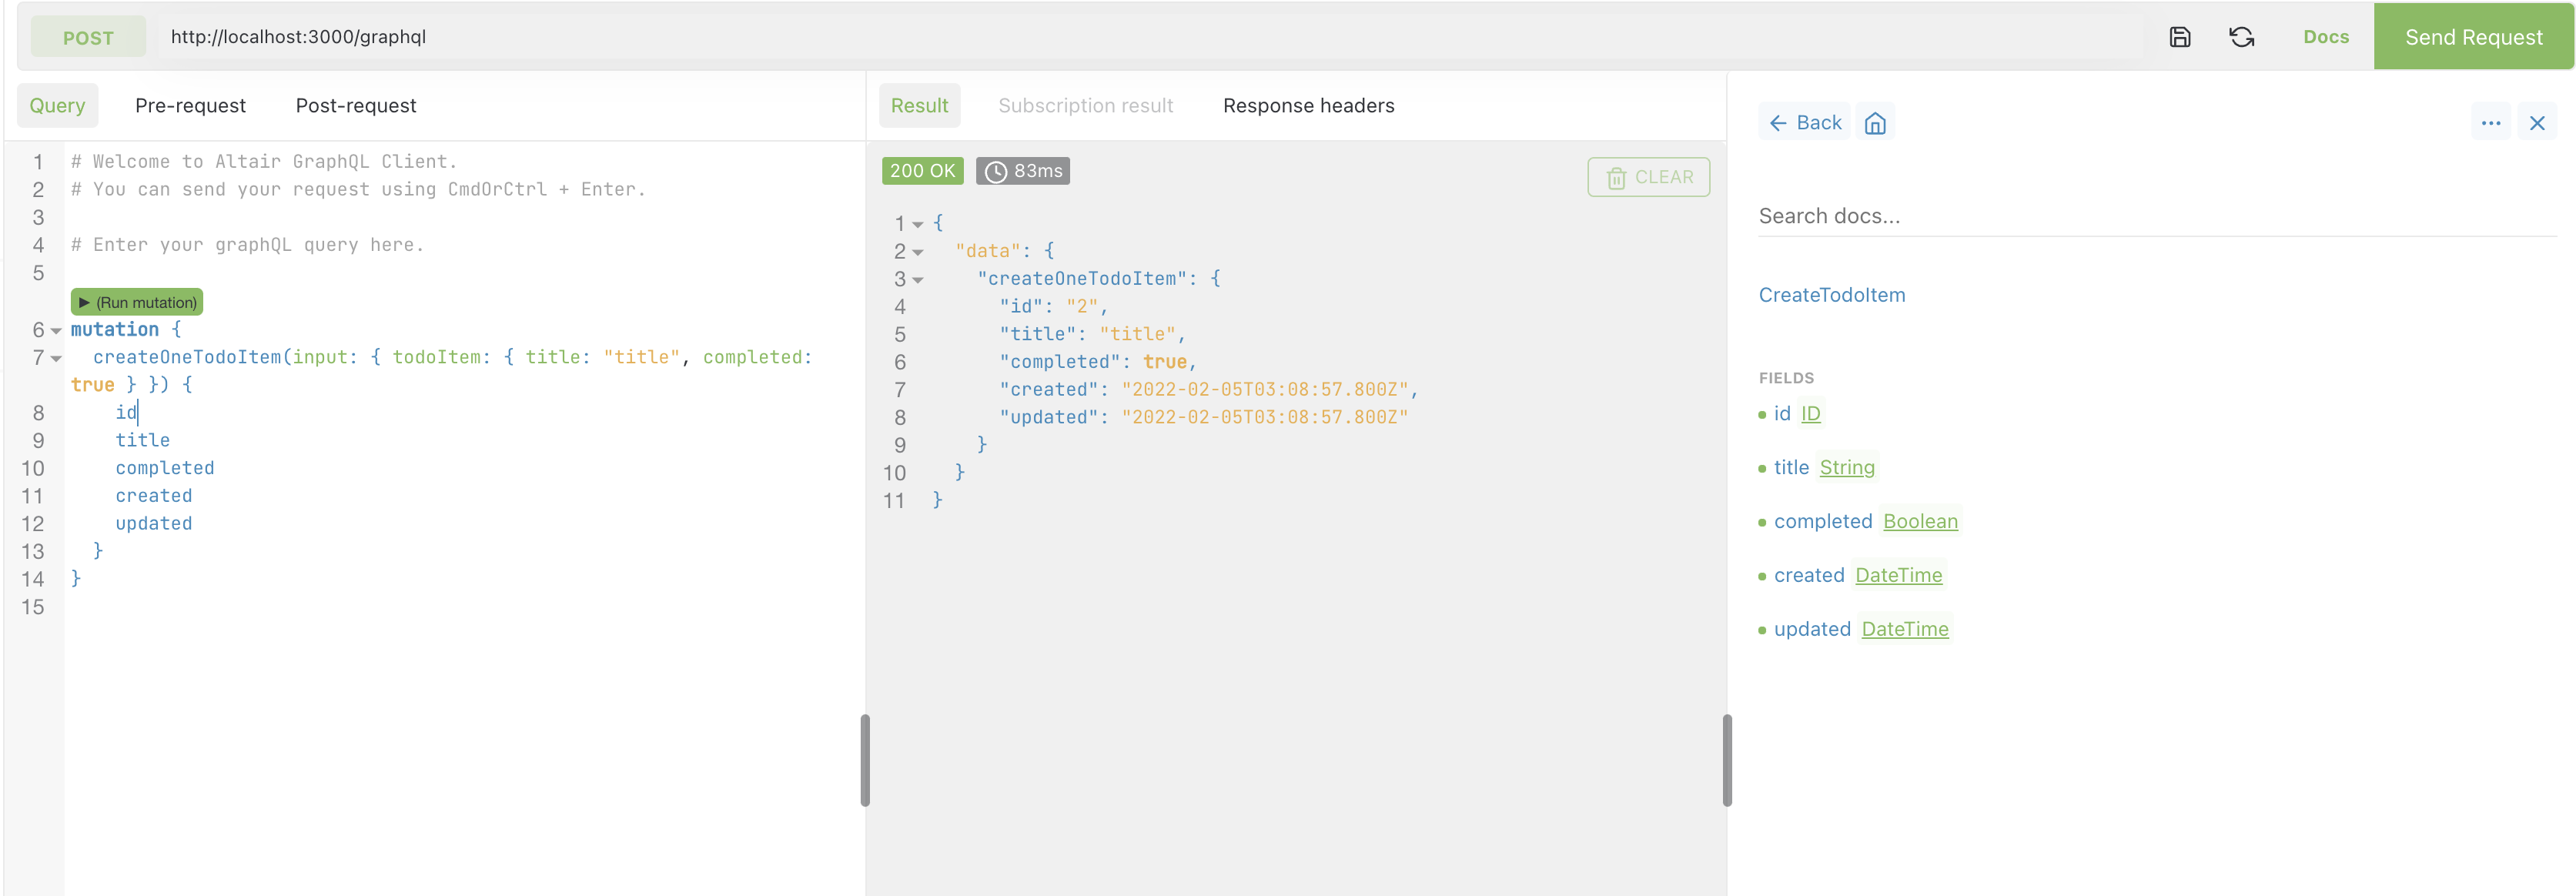 POST http://localhost:3000/graphql Docs Send Request
Query Pre-request Post-request
1 # Welcome to Altair GraphQL Client.
2 # You can send your request using CmdOrCtrl + Enter.
3
4 # Enter your graphQL query here.
5
▶ (Run mutation)
6 mutation {
7 createOneTodoItem(input: { todoItem: { title: "title", completed:
true } }) {
8 id
9 title
10 completed
11 created
12 updated
13 }
14 }
15
Result Subscription result Response headers
200 OK 83ms CLEAR
1 {
2 "data": {
3 "createOneTodoItem": {
4 "id": "2",
5 "title": "title",
6 "completed": true,
7 "created": "2022-02-05T03:08:57.800Z",
8 "updated": "2022-02-05T03:08:57.800Z"
9 }
10 }
11 }
Back
Search docs...
CreateTodoItem
FIELDS
id ID
title String
completed Boolean
created DateTime
updated DateTime